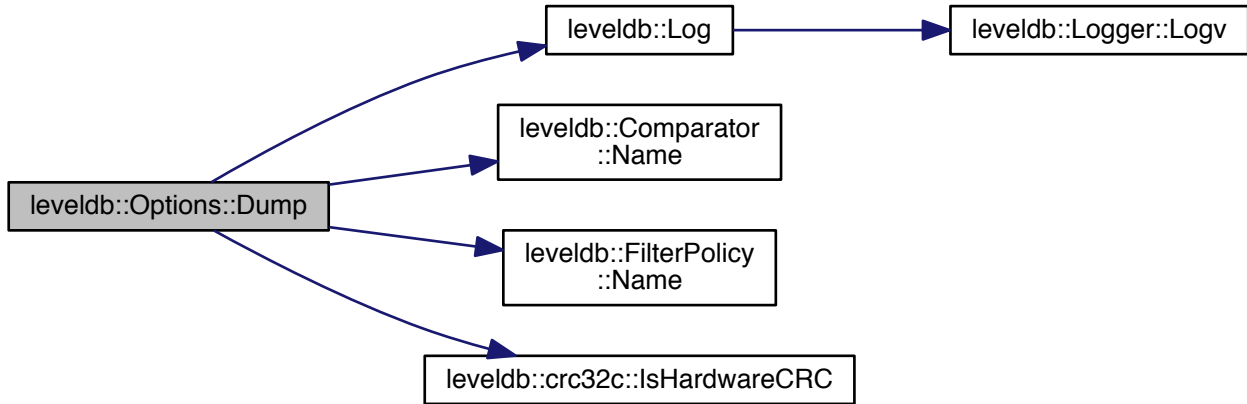 leveldb::Log
leveldb::Logger::Logv
leveldb::Comparator
::Name
leveldb::Options::Dump
leveldb::FilterPolicy
::Name
leveldb::crc32c::IsHardwareCRC